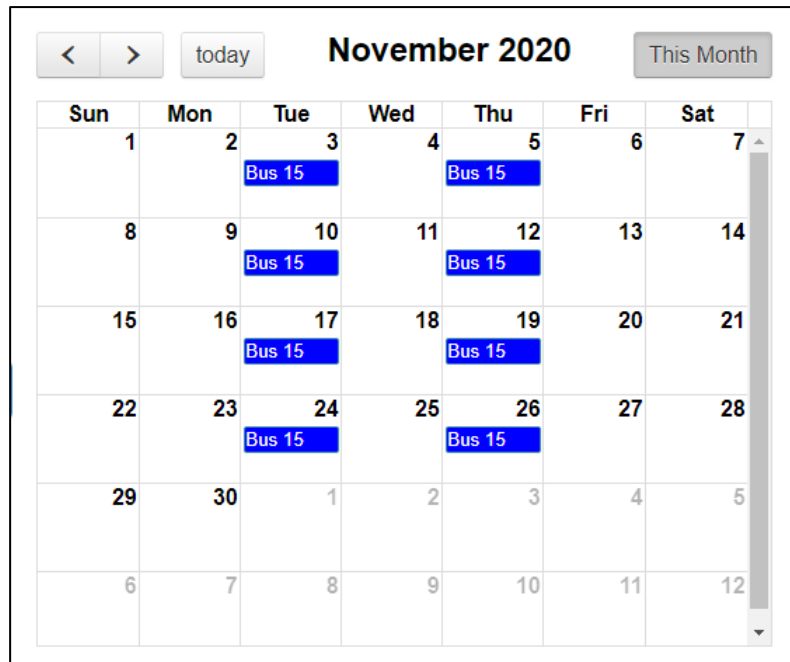 < > today November 2020 This Month
Sun Mon Tue Wed Thu Fri Sat
1 2 3 4 5 6 7
Bus 15 Bus 15
8 9 10 11 12 13 14
Bus 15 Bus 15
15 16 17 18 19 20 21
Bus 15 Bus 15
22 23 24 25 26 27 28
Bus 15 Bus 15
29 30 1 2 3 4 5
6 7 8 9 10 11 12